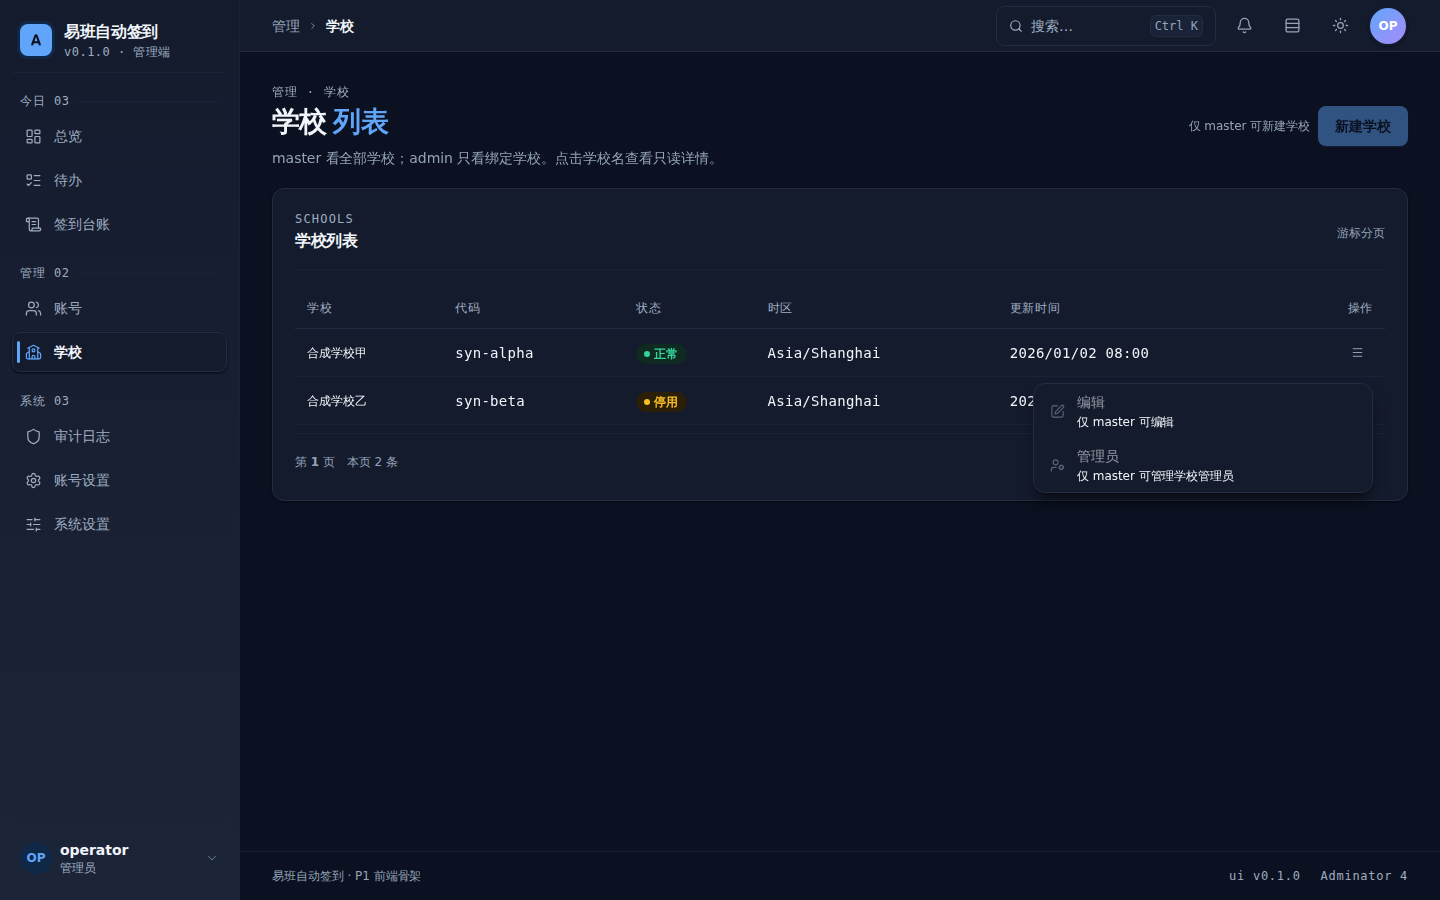 A
易班自动签到
v0.1.0 · 管理端
今日 03
总览
待办
签到台账
管理 02
账号
学校
系统 03
审计日志
账号设置
系统设置
OP
operator
管理员
管理 › 学校
搜索…
Ctrl K
OP
管理 · 学校
学校 列表
master 看全部学校；admin 只看绑定学校。点击学校名查看只读详情。
仅 master 可新建学校
新建学校
SCHOOLS
学校列表
游标分页
学校 代码 状态 时区 更新时间 操作
合成学校甲 syn-alpha 正常 Asia/Shanghai 2026/01/02 08:00
合成学校乙 syn-beta 停用 Asia/Shanghai 202
编辑
仅 master 可编辑
管理员
仅 master 可管理学校管理员
第 1 页 本页 2 条
易班自动签到 · P1 前端骨架
ui v0.1.0 Adminator 4